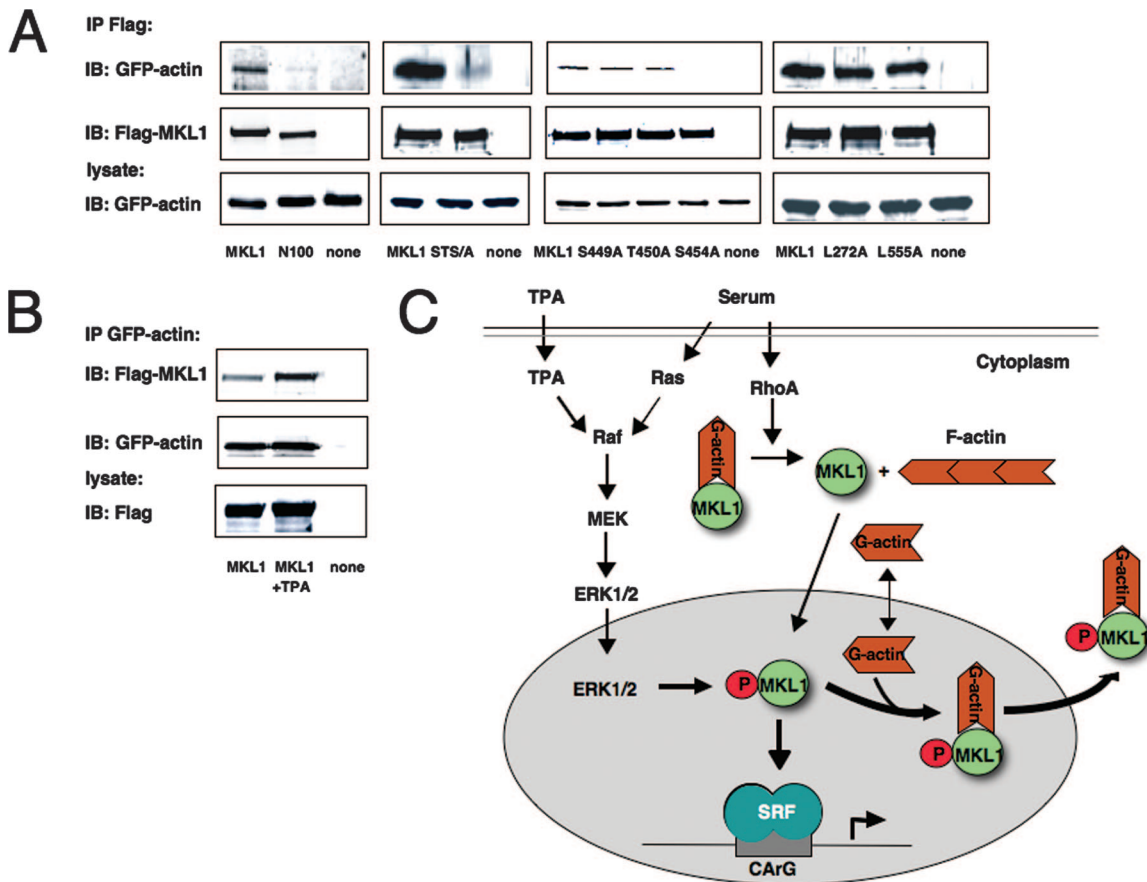 A
IP Flag:
IB: GFP-actin
IB: Flag-MKL1
lysate:
IB: GFP-actin
MKL1 N100 none
MKL1 STS/A none
MKL1 S449A T450A S454A none
MKL1 L272A L555A none
B
IP GFP-actin:
IB: Flag-MKL1
IB: GFP-actin
lysate:
IB: Flag
MKL1 MKL1 none
+TPA
C
TPA Serum
Cytoplasm
TPA Ras RhoA
Raf
G-actin
MKL1
MKL1 +
F-actin
MEK
G-actin
ERK1/2
G-actin
G-actin
P MKL1
ERK1/2
P MKL1
G-actin
P MKL1
SRF
CArG